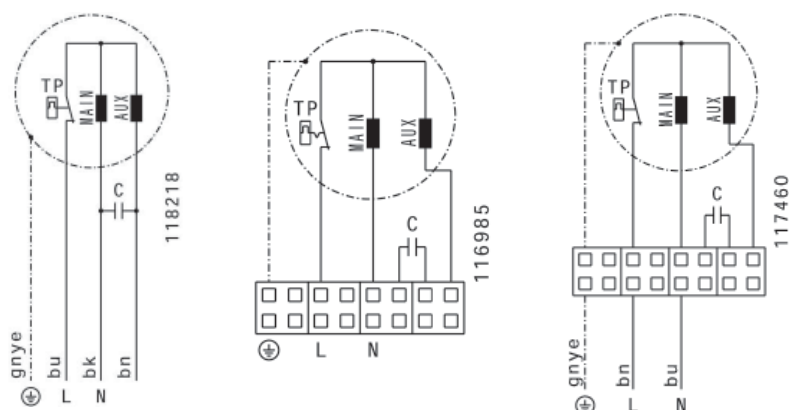 TP
MAIN
AUX
C
118218
gnye
bu
bk
bn
L N
TP
MAIN
AUX
C
116985
L N
TP
MAIN
AUX
C
117460
gnye
bn
bu
L N